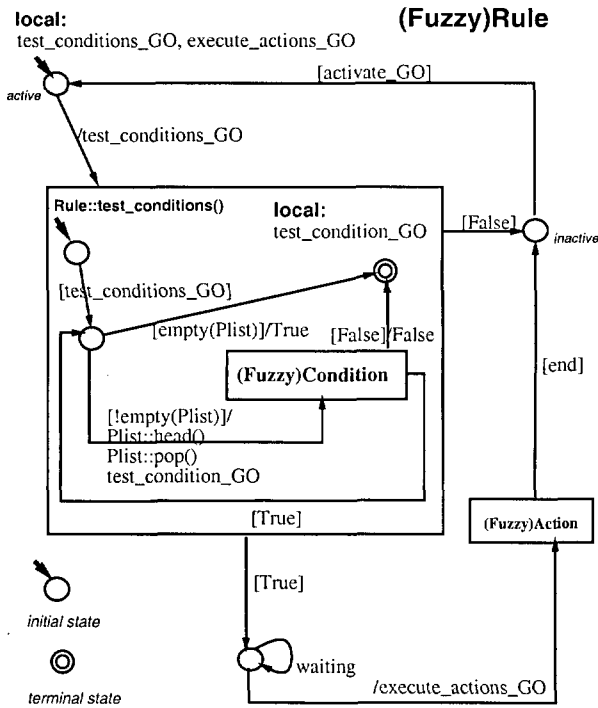 local:
(Fuzzy)Rule
test_conditions_GO, execute_actions_GO
[activate_GO]
active
/test_conditions_GO
Rule::test_conditions()
local:
test_condition_GO
[False]
inactive
[test_conditions_GO]
[empty(Plist)]/True
[False]/False
(Fuzzy)Condition
[end]
[!empty(Plist)]/
Plist::head()
Plist::pop()
test_condition_GO
[True]
(Fuzzy)Action
[True]
initial state
waiting
/execute_actions_GO
terminal state